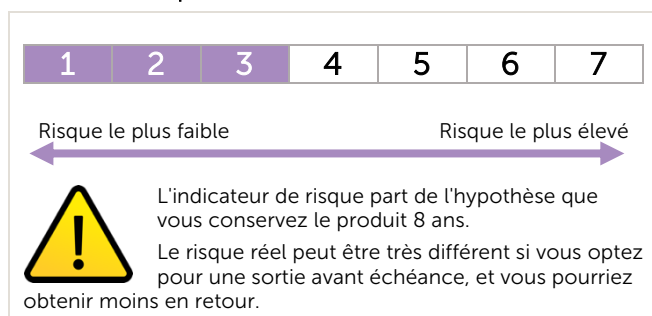 1 2 3 4 5 6 7
Risque le plus faible Risque le plus élevé
L'indicateur de risque part de l'hypothèse que
vous conservez le produit 8 ans.
Le risque réel peut être très différent si vous optez
pour une sortie avant échéance, et vous pourriez
obtenir moins en retour.